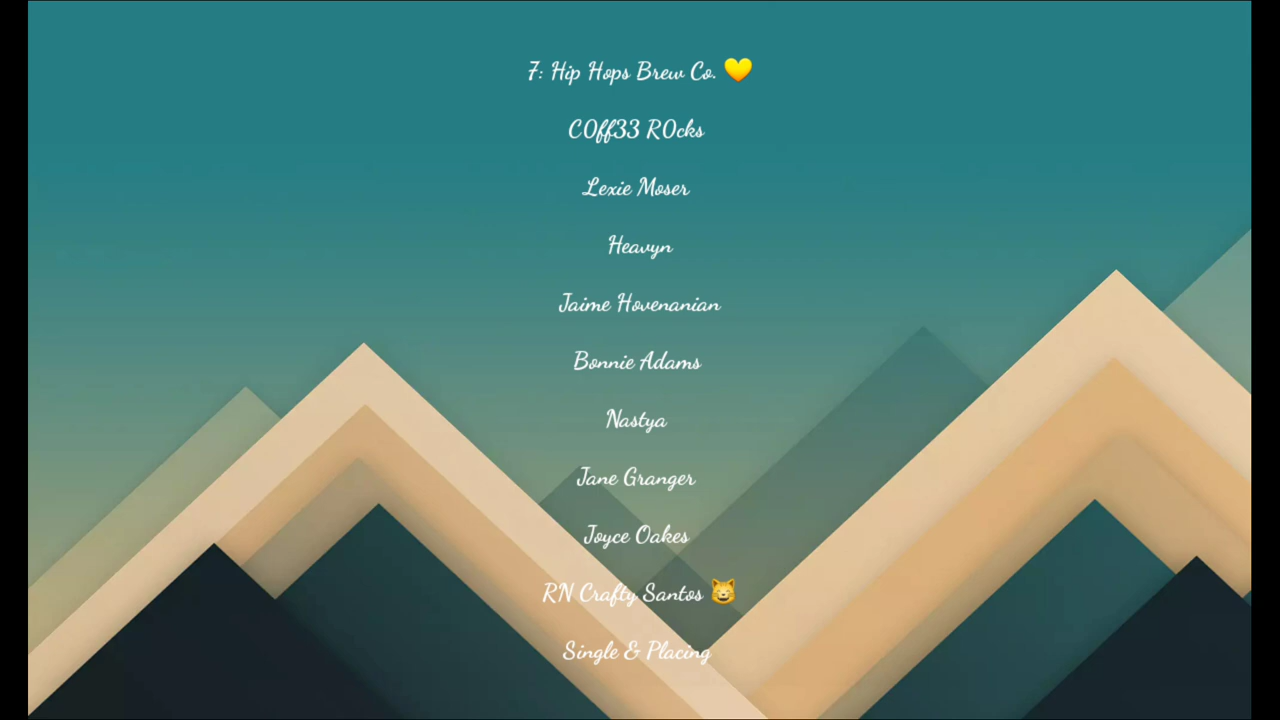 7: Hip Hops Brew Co. 💛
C0ff33 R0cks
Lexie Moser
Heavyn
Jaime Hovenanian
Bonnie Adams
Nastya
Jane Granger
Joyce Oakes
RN Crafty Santos 😺
Single & Placing